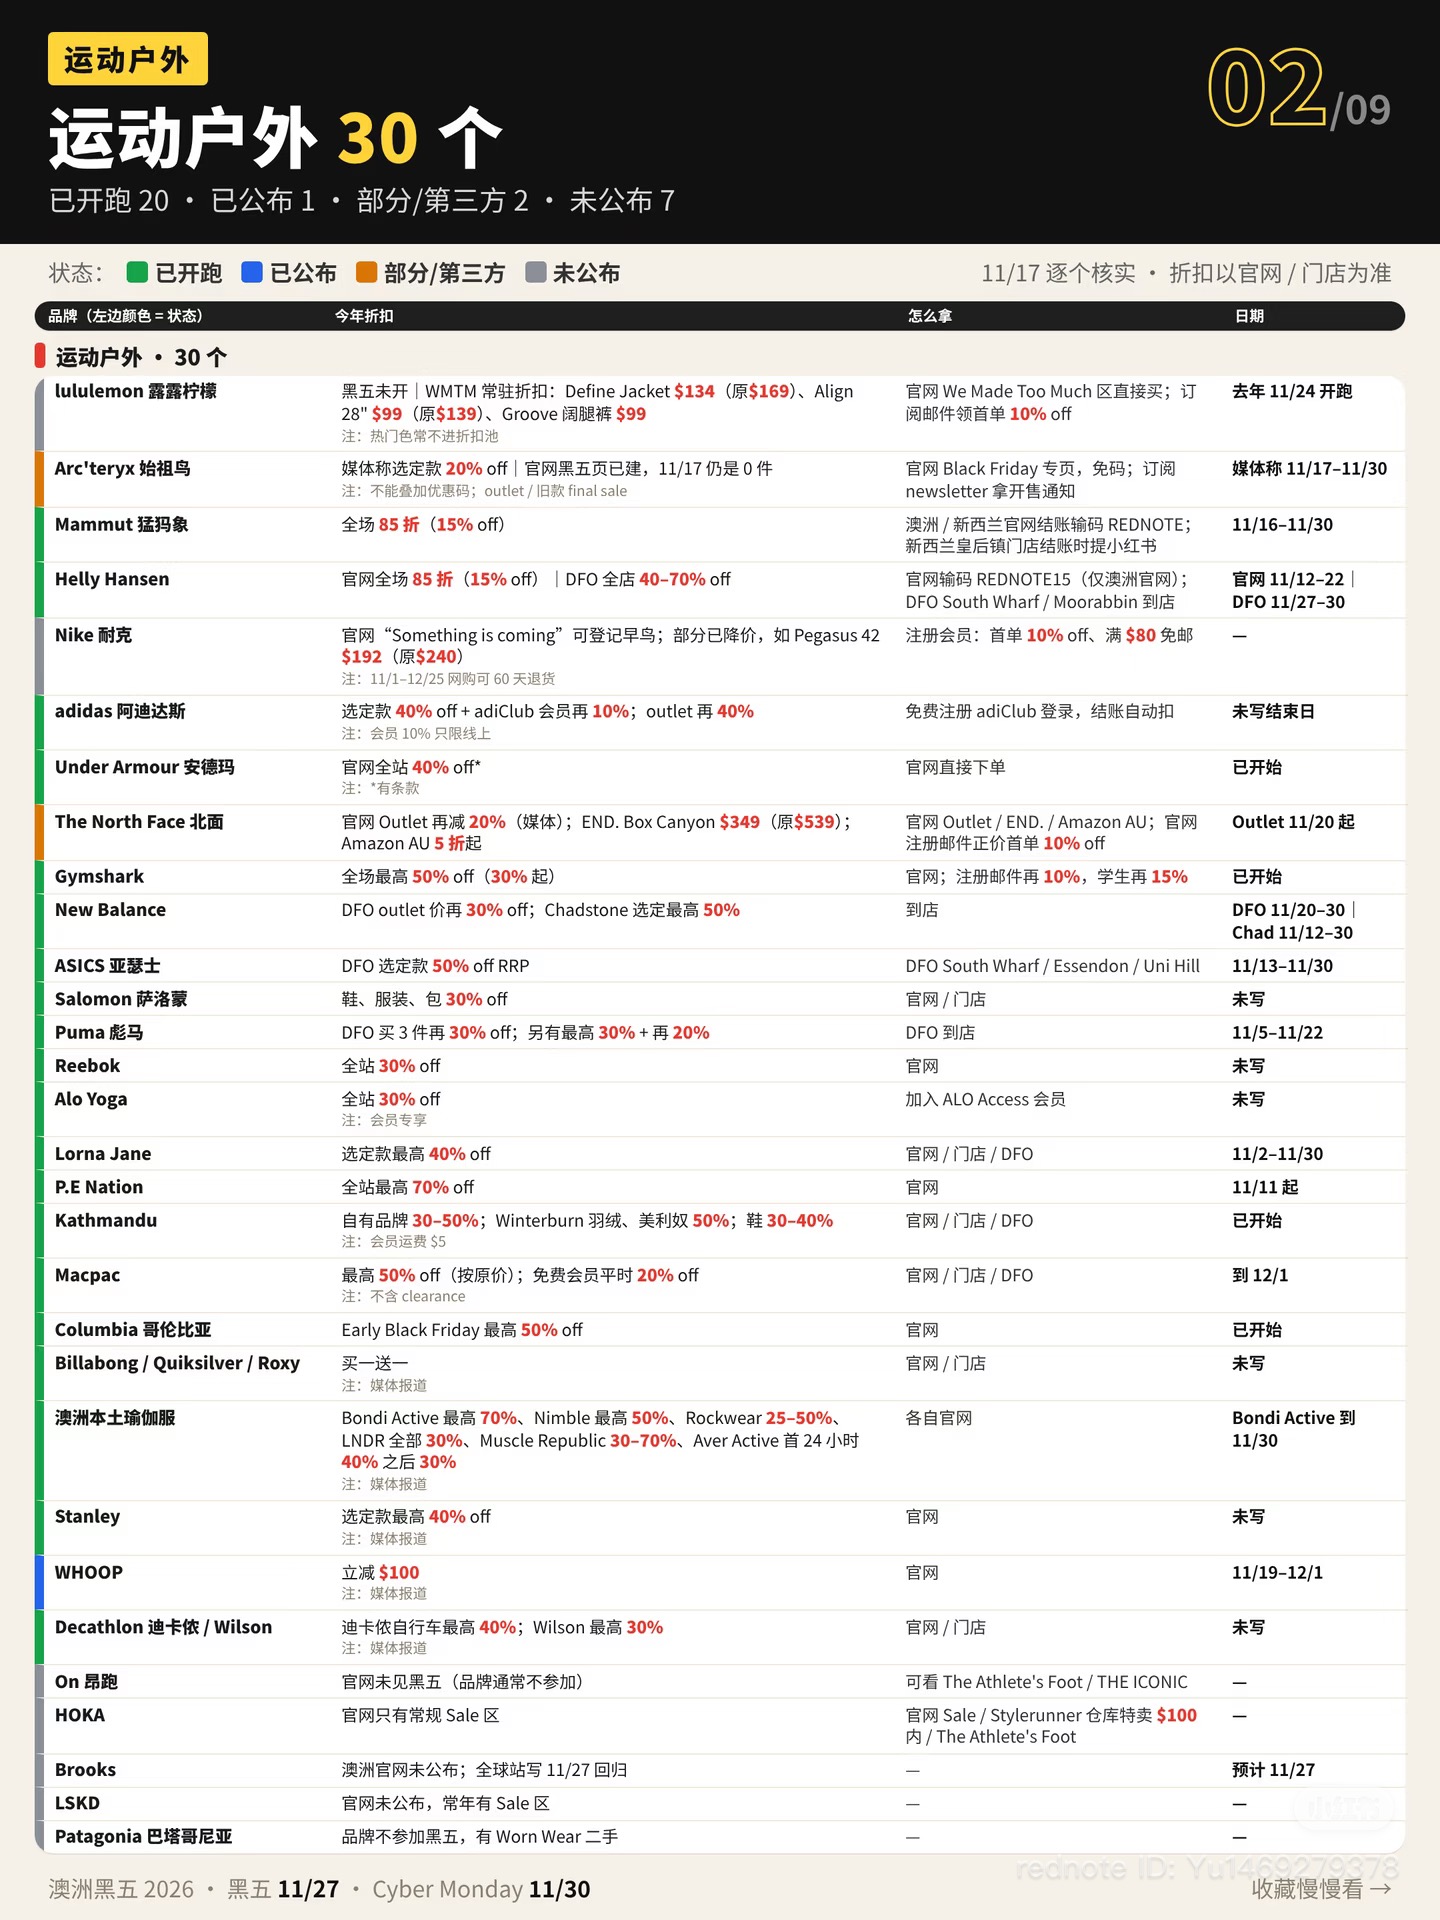 运动户外
02/09
运动户外 30 个
已开跑 20 · 已公布 1 · 部分/第三方 2 · 未公布 7
状态： 已开跑 已公布 部分/第三方 未公布 11/17 逐个核实 · 折扣以官网 / 门店为准
品牌（左边颜色 = 状态） 今年折扣 怎么拿 日期
运动户外 · 30 个
lululemon 露露柠檬 黑五未开｜WMTM 常驻折扣：Define Jacket $134（原$169）、Align 官网 We Made Too Much 区直接买；订 去年 11/24 开跑
28" $99（原$139）、Groove 阔腿裤 $99 阅邮件领首单 10% off
注：热门色常不进折扣池
Arc'teryx 始祖鸟 媒体称选定款 20% off｜官网黑五页已建，11/17 仍是 0 件 官网 Black Friday 专页，免码；订阅 媒体称 11/17–11/30
注：不能叠加优惠码；outlet / 旧款 final sale newsletter 拿开售通知
Mammut 猛犸象 全场 85 折（15% off） 澳洲 / 新西兰官网结账输码 REDNOTE； 11/16–11/30
新西兰皇后镇门店结账时提小红书
Helly Hansen 官网全场 85 折（15% off）｜DFO 全店 40–70% off 官网输码 REDNOTE15（仅澳洲官网）； 官网 11/12–22｜
DFO South Wharf / Moorabbin 到店 DFO 11/27–30
Nike 耐克 官网“Something is coming”可登记早鸟；部分已降价，如 Pegasus 42 注册会员：首单 10% off、满 $80 免邮 —
$192（原$240）
注：11/1–12/25 网购可 60 天退货
adidas 阿迪达斯 选定款 40% off + adiClub 会员再 10%；outlet 再 40% 免费注册 adiClub 登录，结账自动扣 未写结束日
注：会员 10% 只限线上
Under Armour 安德玛 官网全站 40% off* 官网直接下单 已开始
注：*有条款
The North Face 北面 官网 Outlet 再减 20%（媒体）；END. Box Canyon $349（原$539）； 官网 Outlet / END. / Amazon AU；官网 Outlet 11/20 起
Amazon AU 5 折起 注册邮件正价首单 10% off
Gymshark 全场最高 50% off（30% 起） 官网；注册邮件再 10%，学生再 15% 已开始
New Balance DFO outlet 价再 30% off；Chadstone 选定最高 50% 到店 DFO 11/20–30｜
Chad 11/12–30
ASICS 亚瑟士 DFO 选定款 50% off RRP DFO South Wharf / Essendon / Uni Hill 11/13–11/30
Salomon 萨洛蒙 鞋、服装、包 30% off 官网 / 门店 未写
Puma 彪马 DFO 买 3 件再 30% off；另有最高 30% + 再 20% DFO 到店 11/5–11/22
Reebok 全站 30% off 官网 未写
Alo Yoga 全站 30% off 加入 ALO Access 会员 未写
注：会员专享
Lorna Jane 选定款最高 40% off 官网 / 门店 / DFO 11/2–11/30
P.E Nation 全站最高 70% off 官网 11/11 起
Kathmandu 自有品牌 30–50%；Winterburn 羽绒、美利奴 50%；鞋 30–40% 官网 / 门店 / DFO 已开始
注：会员运费 $5
Macpac 最高 50% off（按原价）；免费会员平时 20% off 官网 / 门店 / DFO 到 12/1
注：不含 clearance
Columbia 哥伦比亚 Early Black Friday 最高 50% off 官网 已开始
Billabong / Quiksilver / Roxy 买一送一 官网 / 门店 未写
注：媒体报道
澳洲本土瑜伽服 Bondi Active 最高 70%、Nimble 最高 50%、Rockwear 25–50%、 各自官网 Bondi Active 到
LNDR 全部 30%、Muscle Republic 30–70%、Aver Active 首 24 小时 11/30
40% 之后 30%
注：媒体报道
Stanley 选定款最高 40% off 官网 未写
注：媒体报道
WHOOP 立减 $100 官网 11/19–12/1
注：媒体报道
Decathlon 迪卡侬 / Wilson 迪卡侬自行车最高 40%；Wilson 最高 30% 官网 / 门店 未写
注：媒体报道
On 昂跑 官网未见黑五（品牌通常不参加） 可看 The Athlete's Foot / THE ICONIC —
HOKA 官网只有常规 Sale 区 官网 Sale / Stylerunner 仓库特卖 $100 —
内 / The Athlete's Foot
Brooks 澳洲官网未公布；全球站写 11/27 回归 — 预计 11/27
LSKD 官网未公布，常年有 Sale 区 — —
小红书
Patagonia 巴塔哥尼亚 品牌不参加黑五，有 Worn Wear 二手 — —
rednote ID: Yu1469279378
澳洲黑五 2026 · 黑五 11/27 · Cyber Monday 11/30 收藏慢慢看 →